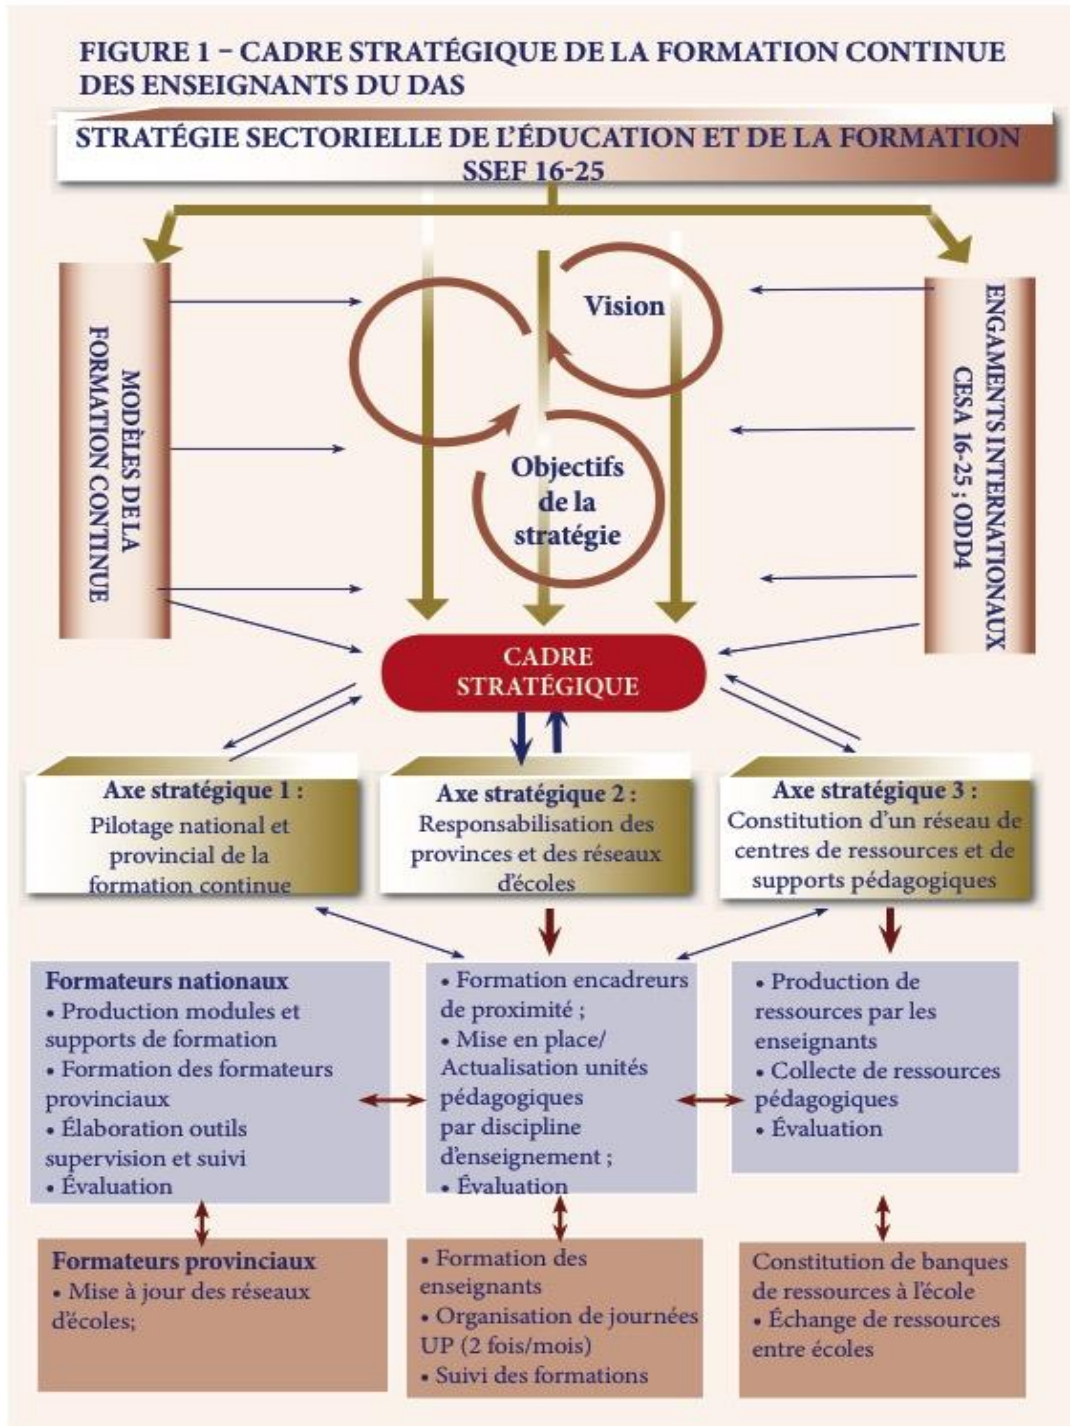 FIGURE 1 – CADRE STRATÉGIQUE DE LA FORMATION CONTINUE
DES ENSEIGNANTS DU DAS
STRATÉGIE SECTORIELLE DE L’ÉDUCATION ET DE LA FORMATION
SSEF 16-25
MODÈLES DE LA
FORMATION CONTINUE
Vision
Objectifs
de la
stratégie
ENGAMENTS INTERNATIONAUX
CESA 16-25 ; ODD4
CADRE
STRATÉGIQUE
Axe stratégique 1 :
Pilotage national et
provincial de la
formation continue
Axe stratégique 2 :
Responsabilisation des
provinces et des réseaux
d’écoles
Axe stratégique 3 :
Constitution d’un réseau de
centres de ressources et de
supports pédagogiques
Formateurs nationaux
• Production modules et
supports de formation
• Formation des formateurs
provinciaux
• Élaboration outils
supervision et suivi
• Évaluation
• Formation encadreurs
de proximité ;
• Mise en place/
Actualisation unités
pédagogiques
par discipline
d’enseignement ;
• Évaluation
• Production de
ressources par les
enseignants
• Collecte de ressources
pédagogiques
• Évaluation
Formateurs provinciaux
• Mise à jour des réseaux
d’écoles;
• Formation des
enseignants
• Organisation de journées
UP (2 fois/mois)
• Suivi des formations
Constitution de banques
de ressources à l’école
• Échange de ressources
entre écoles